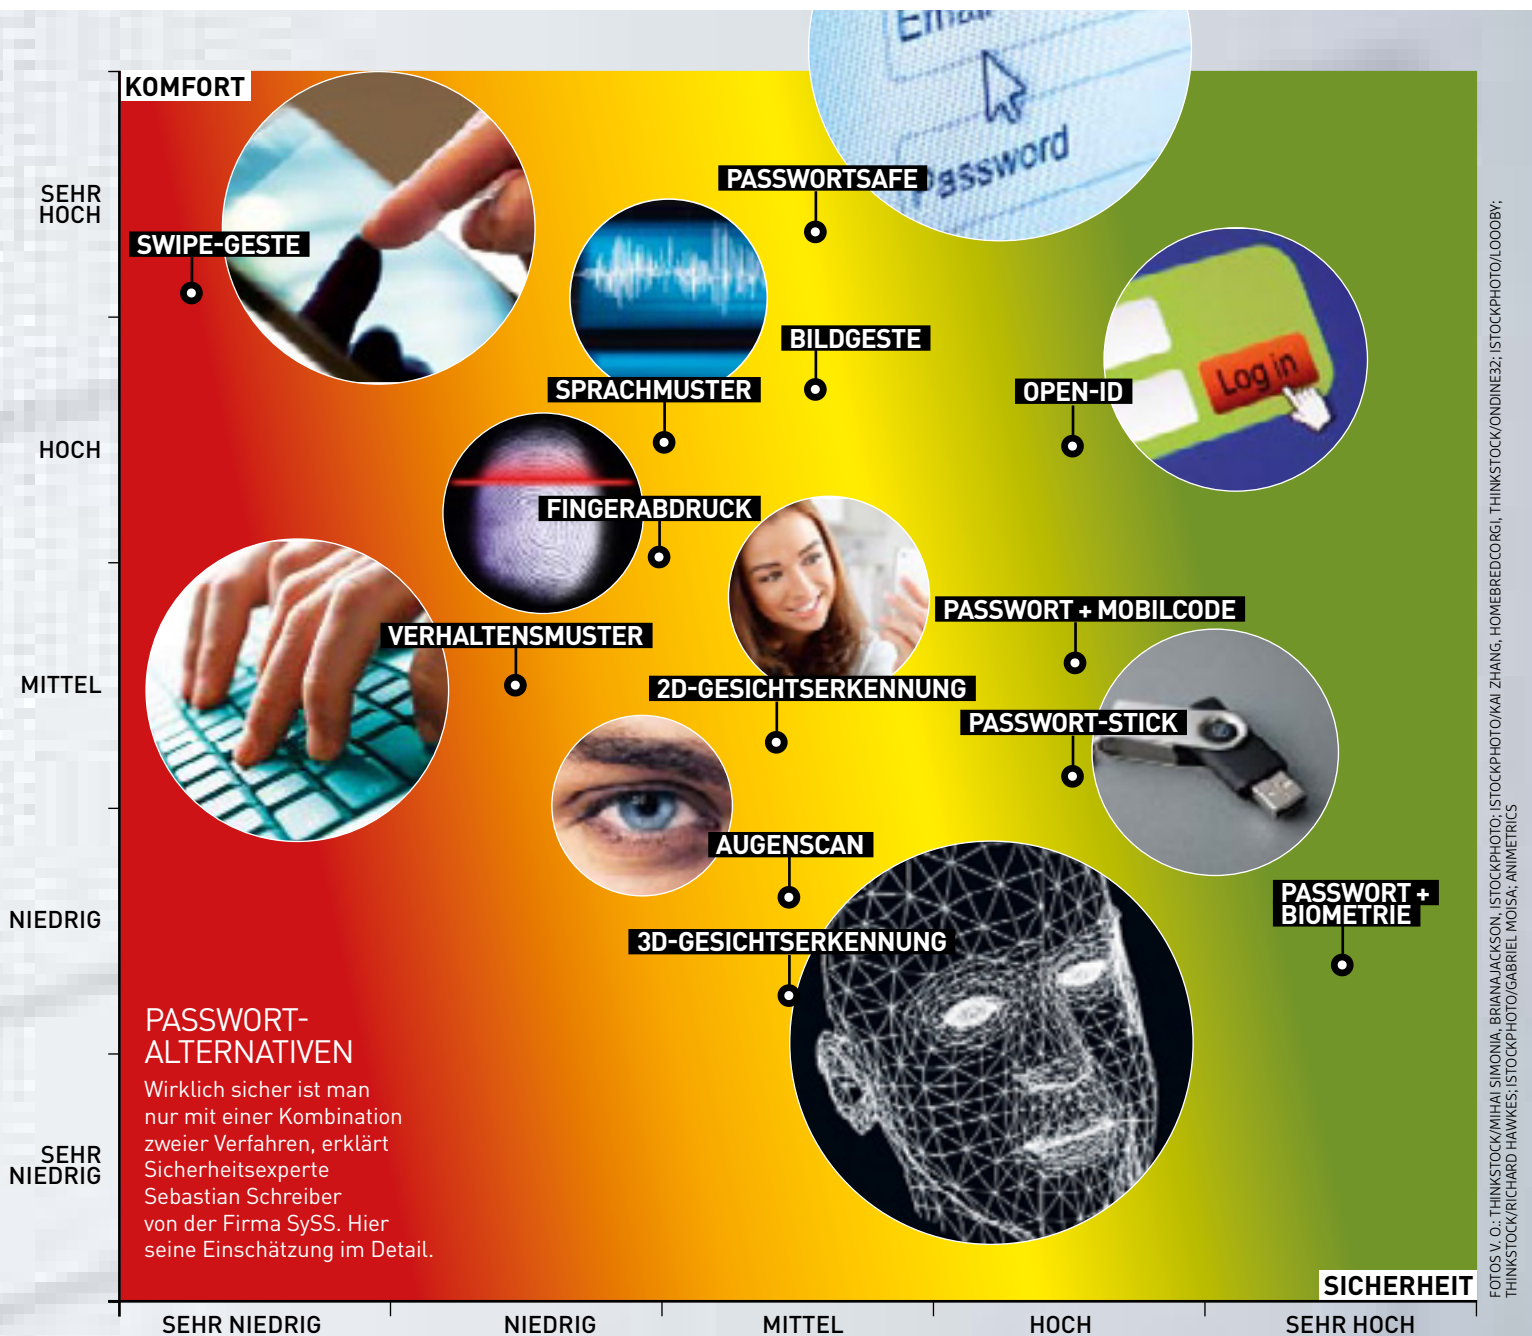 Email
Password
KOMFORT
PASSWORTSAFE
SEHR
HOCH
SWIPE-GESTE
BILDGESTE
SPRACHMUSTER
OPEN-ID
Log in
HOCH
FINGERABDRUCK
PASSWORT + MOBILCODE
VERHALTENSMUSTER
MITTEL
2D-GESICHTSERKENNUNG
PASSWORT-STICK
AUGENSCAN
NIEDRIG
PASSWORT +
BIOMETRIE
3D-GESICHTSERKENNUNG
PASSWORT-
ALTERNATIVEN
Wirklich sicher ist man
nur mit einer Kombination
zweier Verfahren, erklärt
Sicherheitsexperte
Sebastian Schreiber
von der Firma SySS. Hier
seine Einschätzung im Detail.
SEHR
NIEDRIG
SICHERHEIT
SEHR NIEDRIG
NIEDRIG
MITTEL
HOCH
SEHR HOCH
FOTOS V. O.: THINKSTOCK/MIHAI SIMONIA, BRIANAJACKSON, ISTOCKPHOTO; ISTOCKPHOTO/KAI ZHANG, HOMEBREDCORGI, THINKSTOCK/ONDINE32; ISTOCKPHOTO/LOOOBY;
THINKSTOCK/RICHARD HAWKES; ISTOCKPHOTO/GABRIEL MOISA; ANIMETRICS